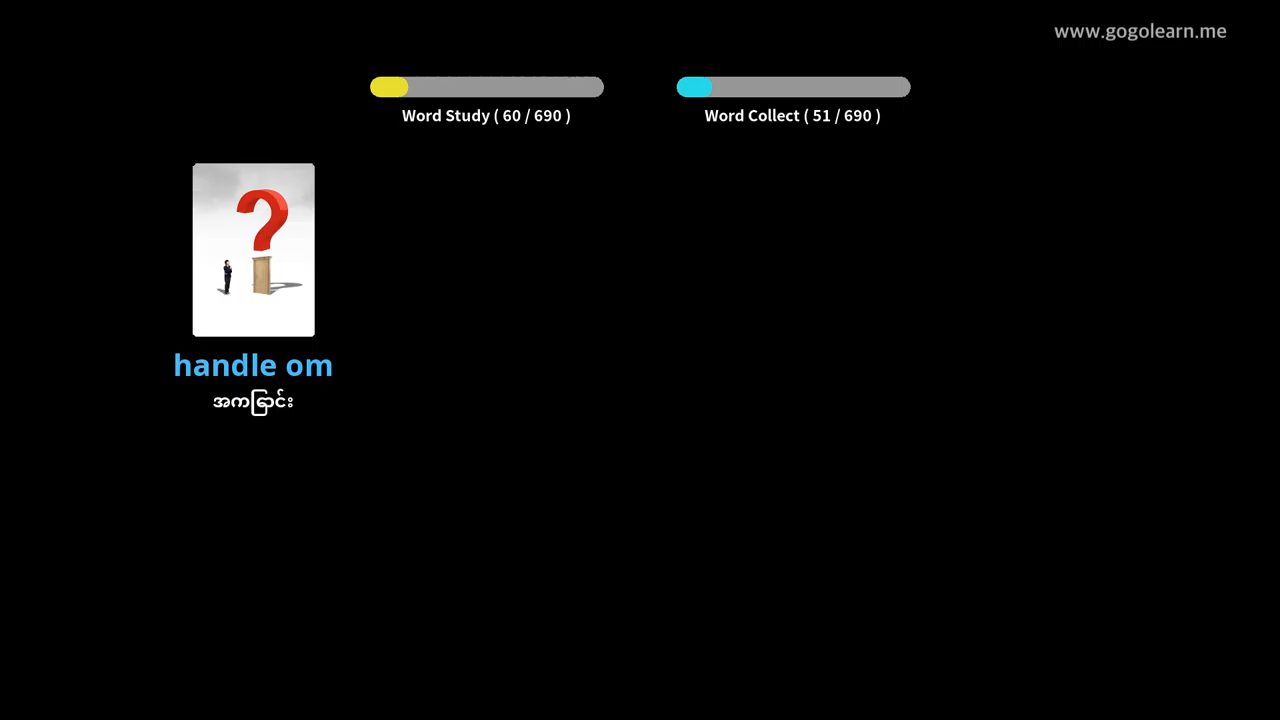 www.gogolearn.me
Word Study ( 60 / 690 )
Word Collect ( 51 / 690 )
handle om
အကြောင်း